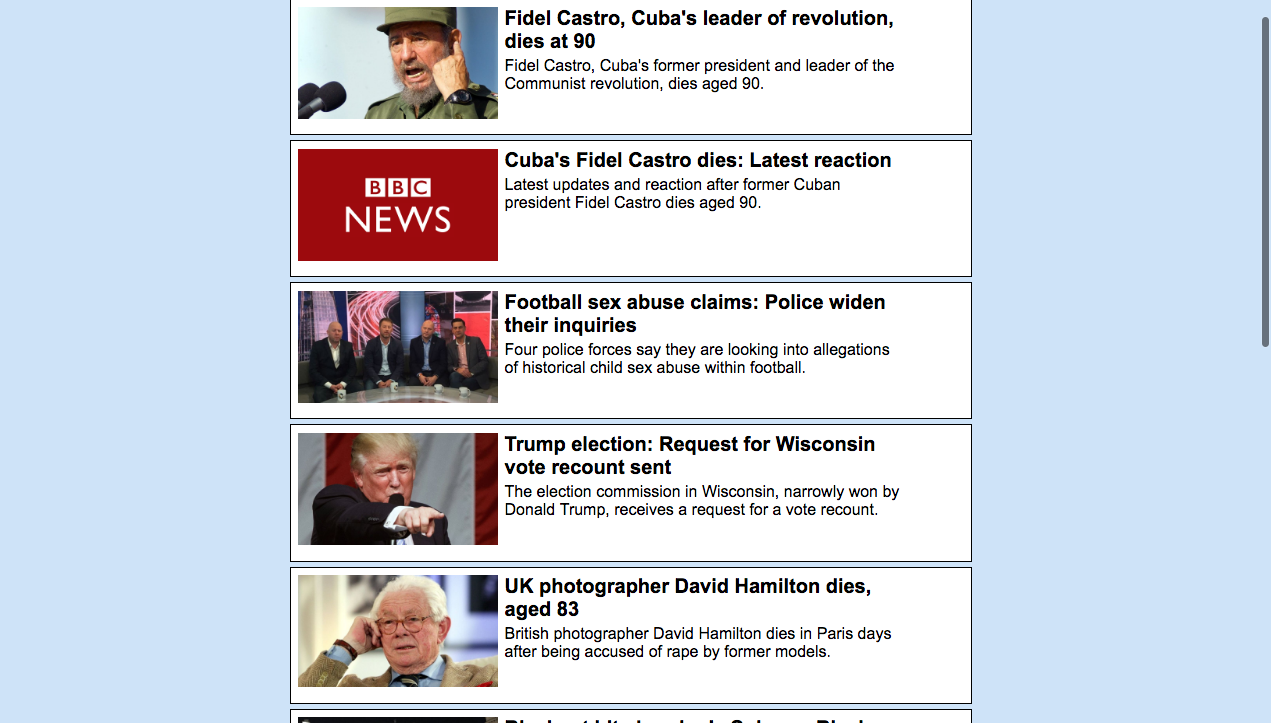 Fidel Castro, Cuba's leader of revolution,
dies at 90
Fidel Castro, Cuba's former president and leader of the
Communist revolution, dies aged 90.
BBC
NEWS
Cuba's Fidel Castro dies: Latest reaction
Latest updates and reaction after former Cuban
president Fidel Castro dies aged 90.
Football sex abuse claims: Police widen
their inquiries
Four police forces say they are looking into allegations
of historical child sex abuse within football.
Trump election: Request for Wisconsin
vote recount sent
The election commission in Wisconsin, narrowly won by
Donald Trump, receives a request for a vote recount.
UK photographer David Hamilton dies,
aged 83
British photographer David Hamilton dies in Paris days
after being accused of rape by former models.